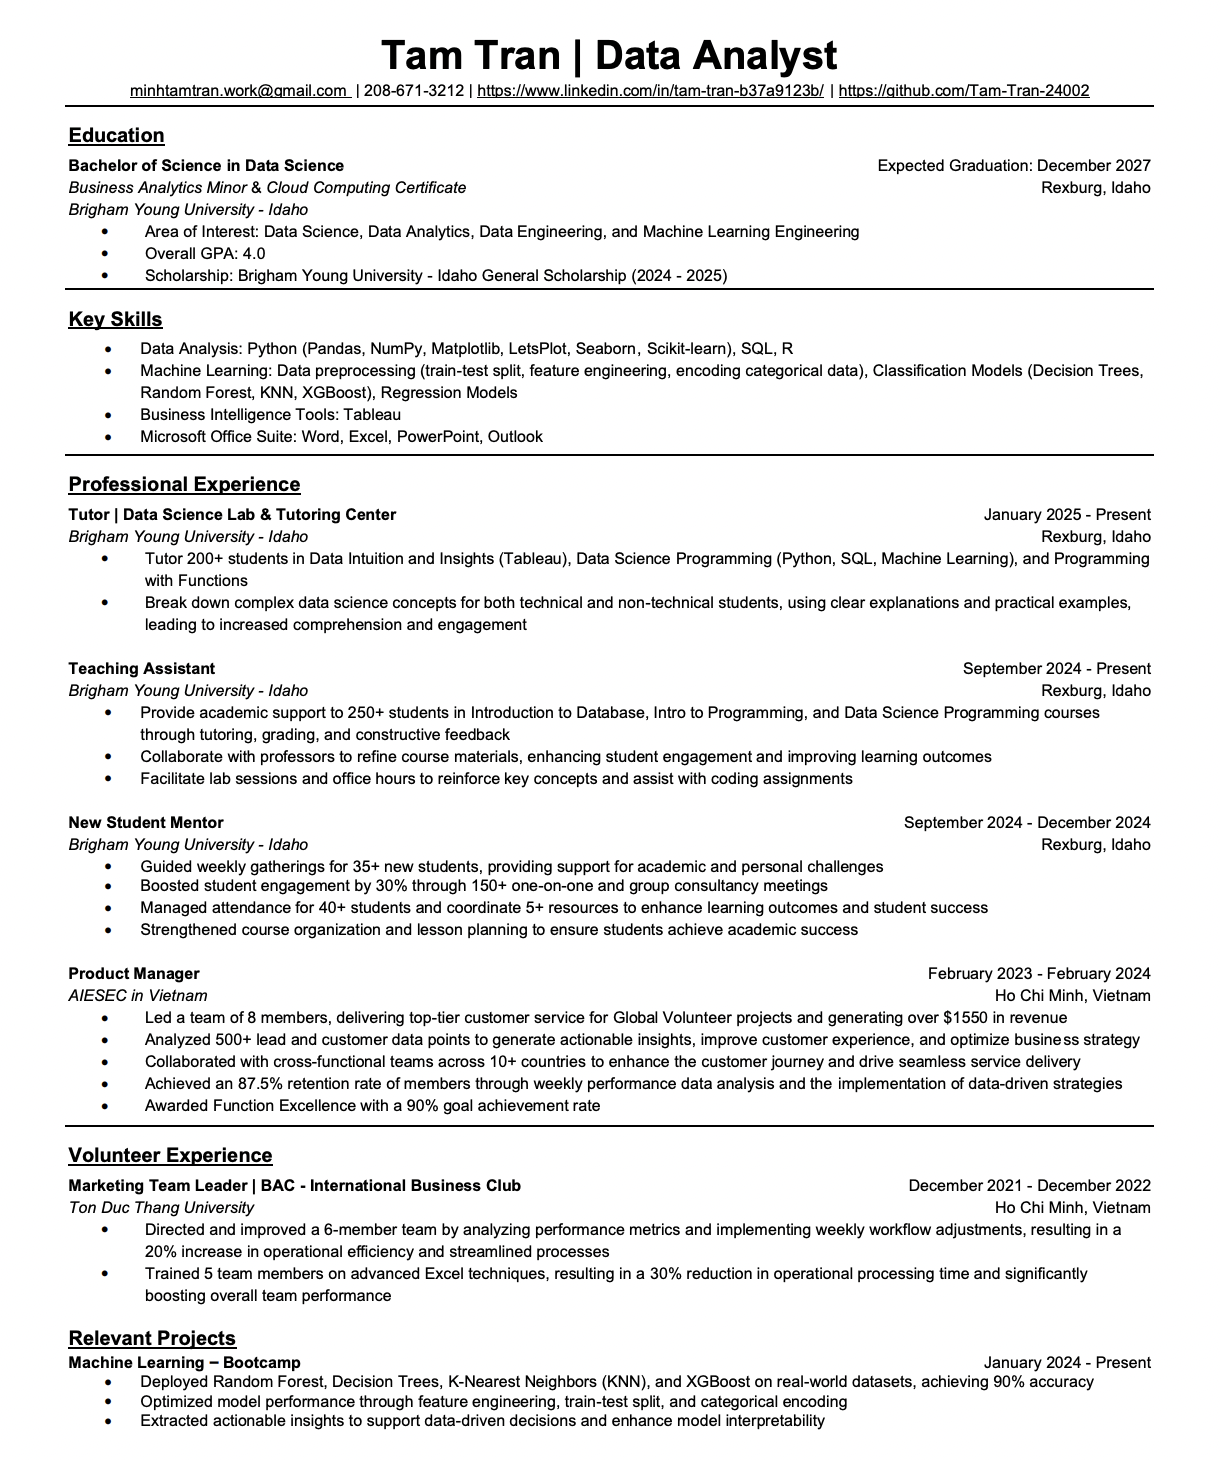 Tam Tran | Data Analyst
minhtamtran.work@gmail.com | 208-671-3212 | https://www.linkedin.com/in/tam-tran-b37a9123b/ | https://github.com/Tam-Tran-24002
Education
Bachelor of Science in Data Science Expected Graduation: December 2027
Business Analytics Minor & Cloud Computing Certificate Rexburg, Idaho
Brigham Young University - Idaho
• Area of Interest: Data Science, Data Analytics, Data Engineering, and Machine Learning Engineering
• Overall GPA: 4.0
• Scholarship: Brigham Young University - Idaho General Scholarship (2024 - 2025)
Key Skills
• Data Analysis: Python (Pandas, NumPy, Matplotlib, LetsPlot, Seaborn, Scikit-learn), SQL, R
• Machine Learning: Data preprocessing (train-test split, feature engineering, encoding categorical data), Classification Models (Decision Trees,
Random Forest, KNN, XGBoost), Regression Models
• Business Intelligence Tools: Tableau
• Microsoft Office Suite: Word, Excel, PowerPoint, Outlook
Professional Experience
Tutor | Data Science Lab & Tutoring Center January 2025 - Present
Brigham Young University - Idaho Rexburg, Idaho
• Tutor 200+ students in Data Intuition and Insights (Tableau), Data Science Programming (Python, SQL, Machine Learning), and Programming
with Functions
• Break down complex data science concepts for both technical and non-technical students, using clear explanations and practical examples,
leading to increased comprehension and engagement
Teaching Assistant September 2024 - Present
Brigham Young University - Idaho Rexburg, Idaho
• Provide academic support to 250+ students in Introduction to Database, Intro to Programming, and Data Science Programming courses
through tutoring, grading, and constructive feedback
• Collaborate with professors to refine course materials, enhancing student engagement and improving learning outcomes
• Facilitate lab sessions and office hours to reinforce key concepts and assist with coding assignments
New Student Mentor September 2024 - December 2024
Brigham Young University - Idaho Rexburg, Idaho
• Guided weekly gatherings for 35+ new students, providing support for academic and personal challenges
• Boosted student engagement by 30% through 150+ one-on-one and group consultancy meetings
• Managed attendance for 40+ students and coordinate 5+ resources to enhance learning outcomes and student success
• Strengthened course organization and lesson planning to ensure students achieve academic success
Product Manager February 2023 - February 2024
AIESEC in Vietnam Ho Chi Minh, Vietnam
• Led a team of 8 members, delivering top-tier customer service for Global Volunteer projects and generating over $1550 in revenue
• Analyzed 500+ lead and customer data points to generate actionable insights, improve customer experience, and optimize business strategy
• Collaborated with cross-functional teams across 10+ countries to enhance the customer journey and drive seamless service delivery
• Achieved an 87.5% retention rate of members through weekly performance data analysis and the implementation of data-driven strategies
• Awarded Function Excellence with a 90% goal achievement rate
Volunteer Experience
Marketing Team Leader | BAC - International Business Club December 2021 - December 2022
Ton Duc Thang University Ho Chi Minh, Vietnam
• Directed and improved a 6-member team by analyzing performance metrics and implementing weekly workflow adjustments, resulting in a
20% increase in operational efficiency and streamlined processes
• Trained 5 team members on advanced Excel techniques, resulting in a 30% reduction in operational processing time and significantly
boosting overall team performance
Relevant Projects
Machine Learning – Bootcamp January 2024 - Present
• Deployed Random Forest, Decision Trees, K-Nearest Neighbors (KNN), and XGBoost on real-world datasets, achieving 90% accuracy
• Optimized model performance through feature engineering, train-test split, and categorical encoding
• Extracted actionable insights to support data-driven decisions and enhance model interpretability